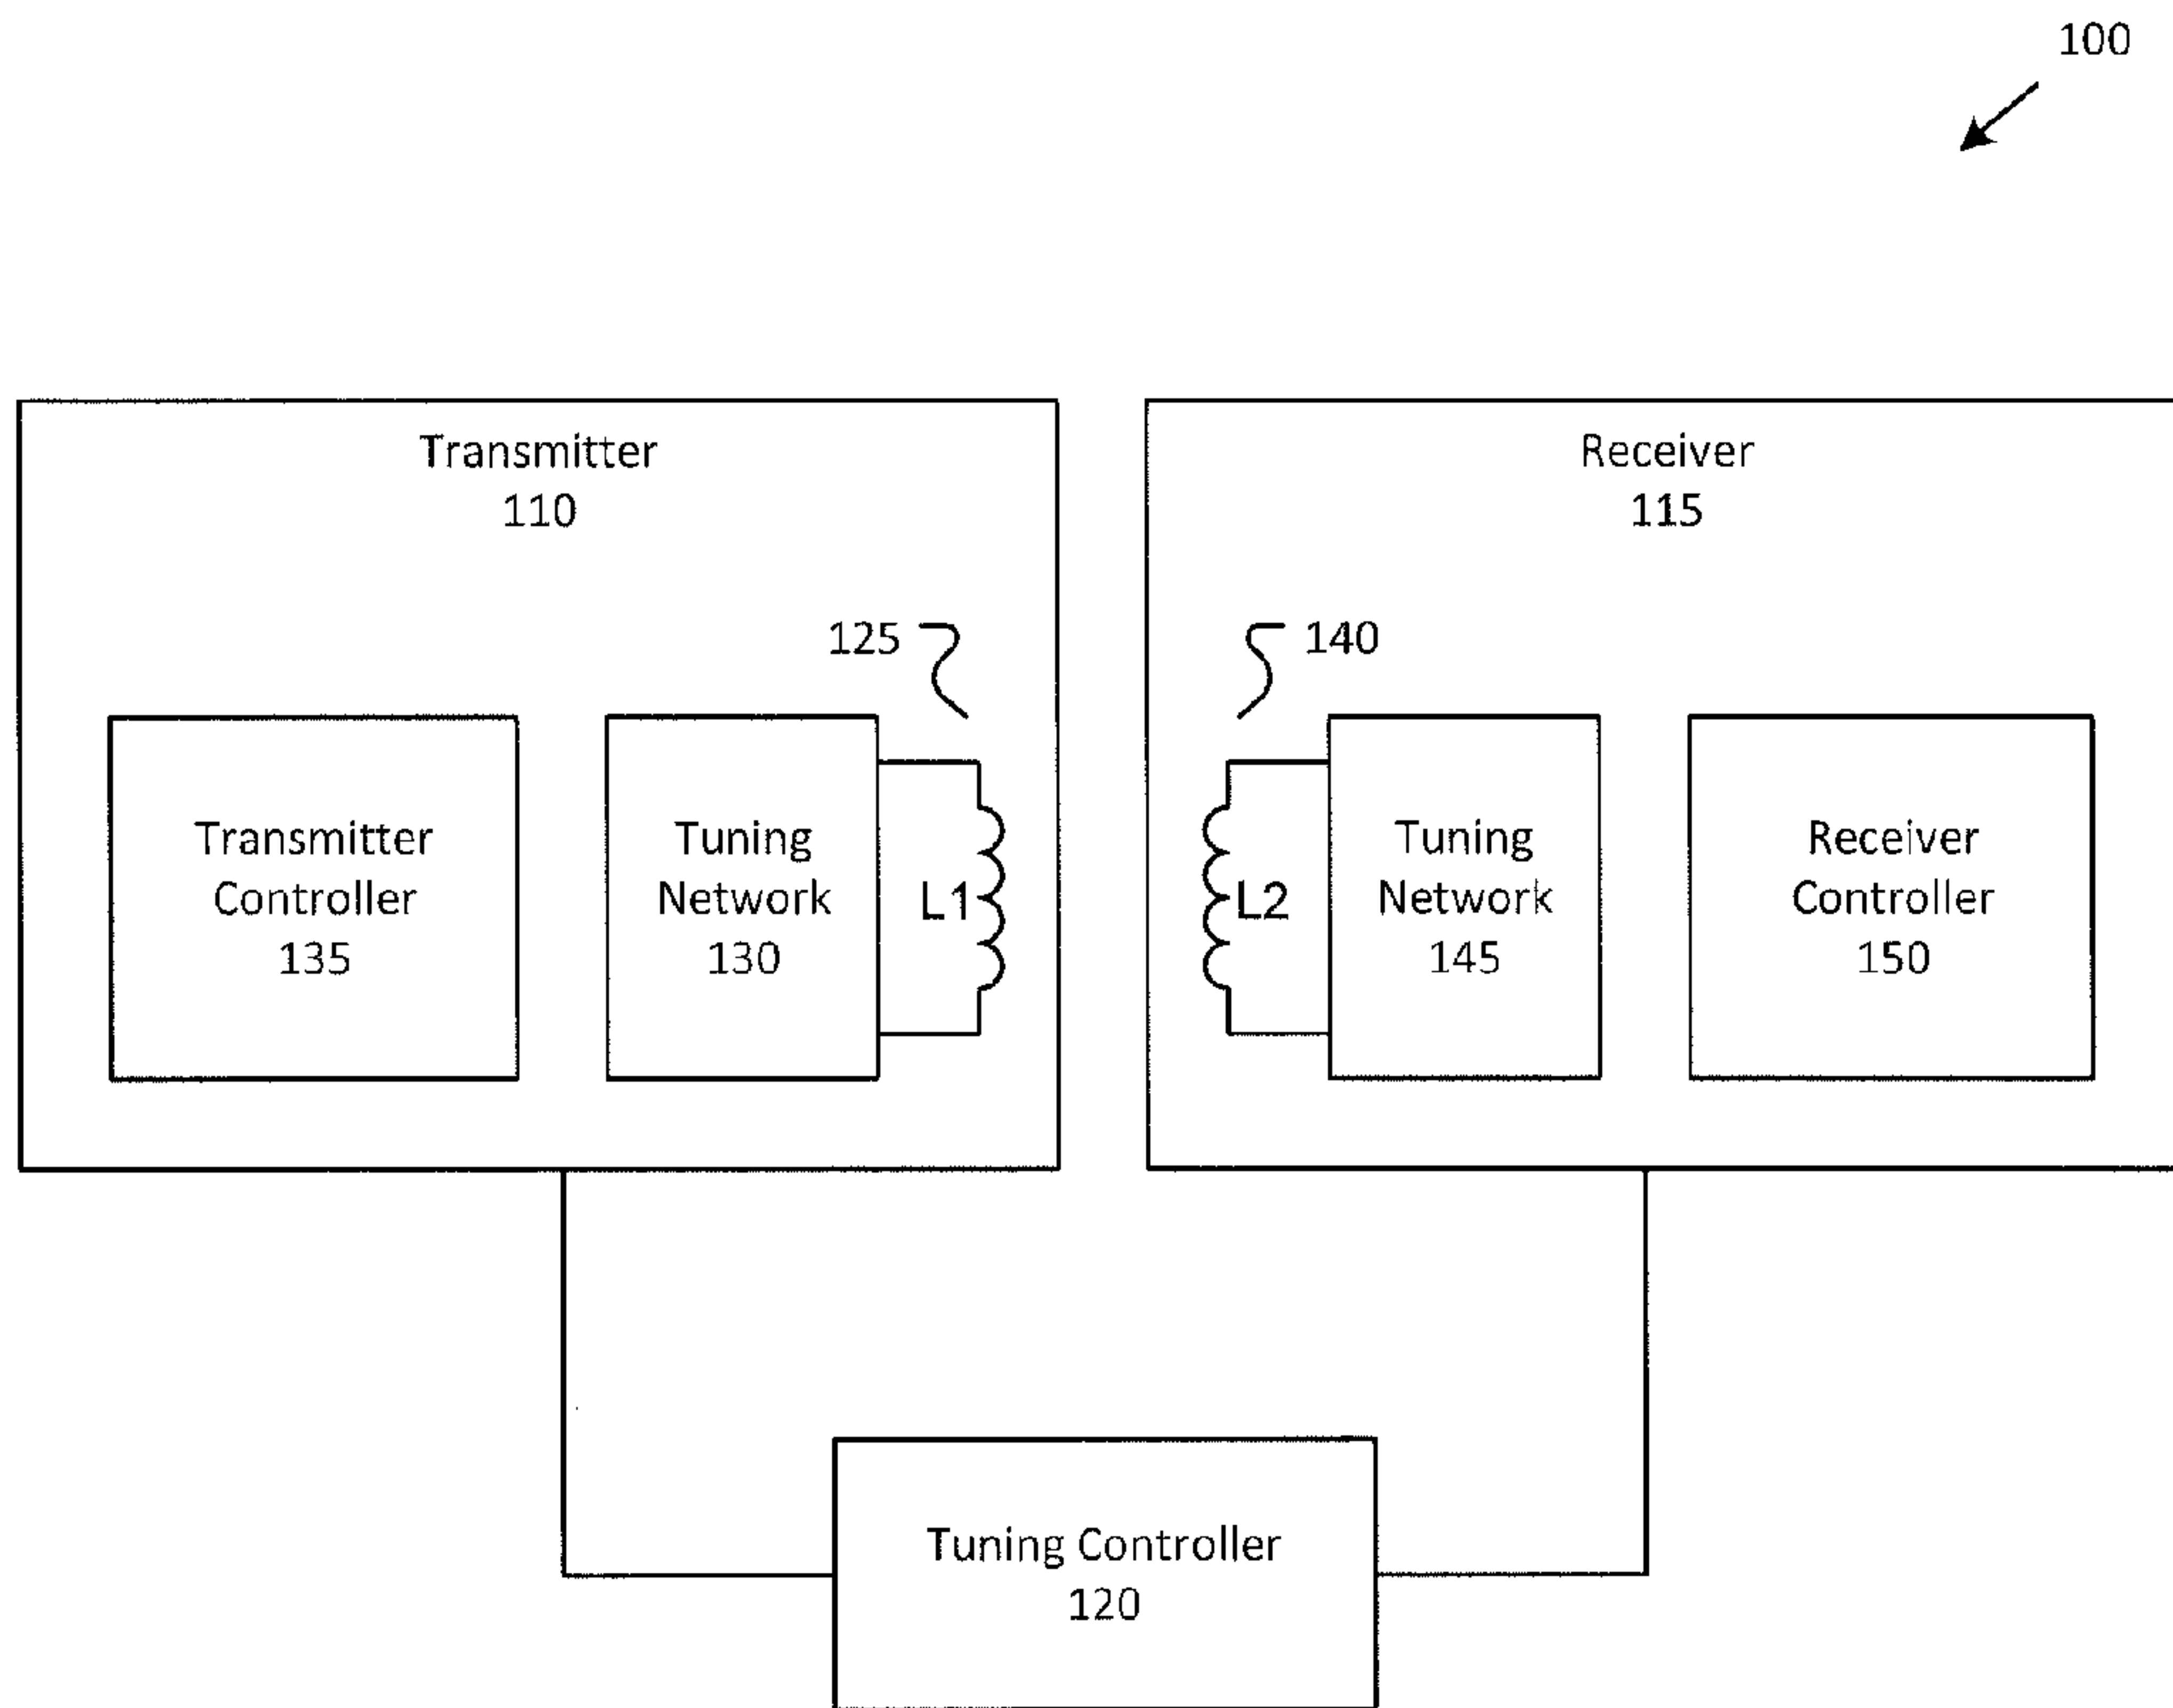 100
Transmitter
110
Receiver
115
125
140
Transmitter
Controller
135
Tuning
Network
130
L1
L2
Tuning
Network
145
Receiver
Controller
150
Tuning Controller
120